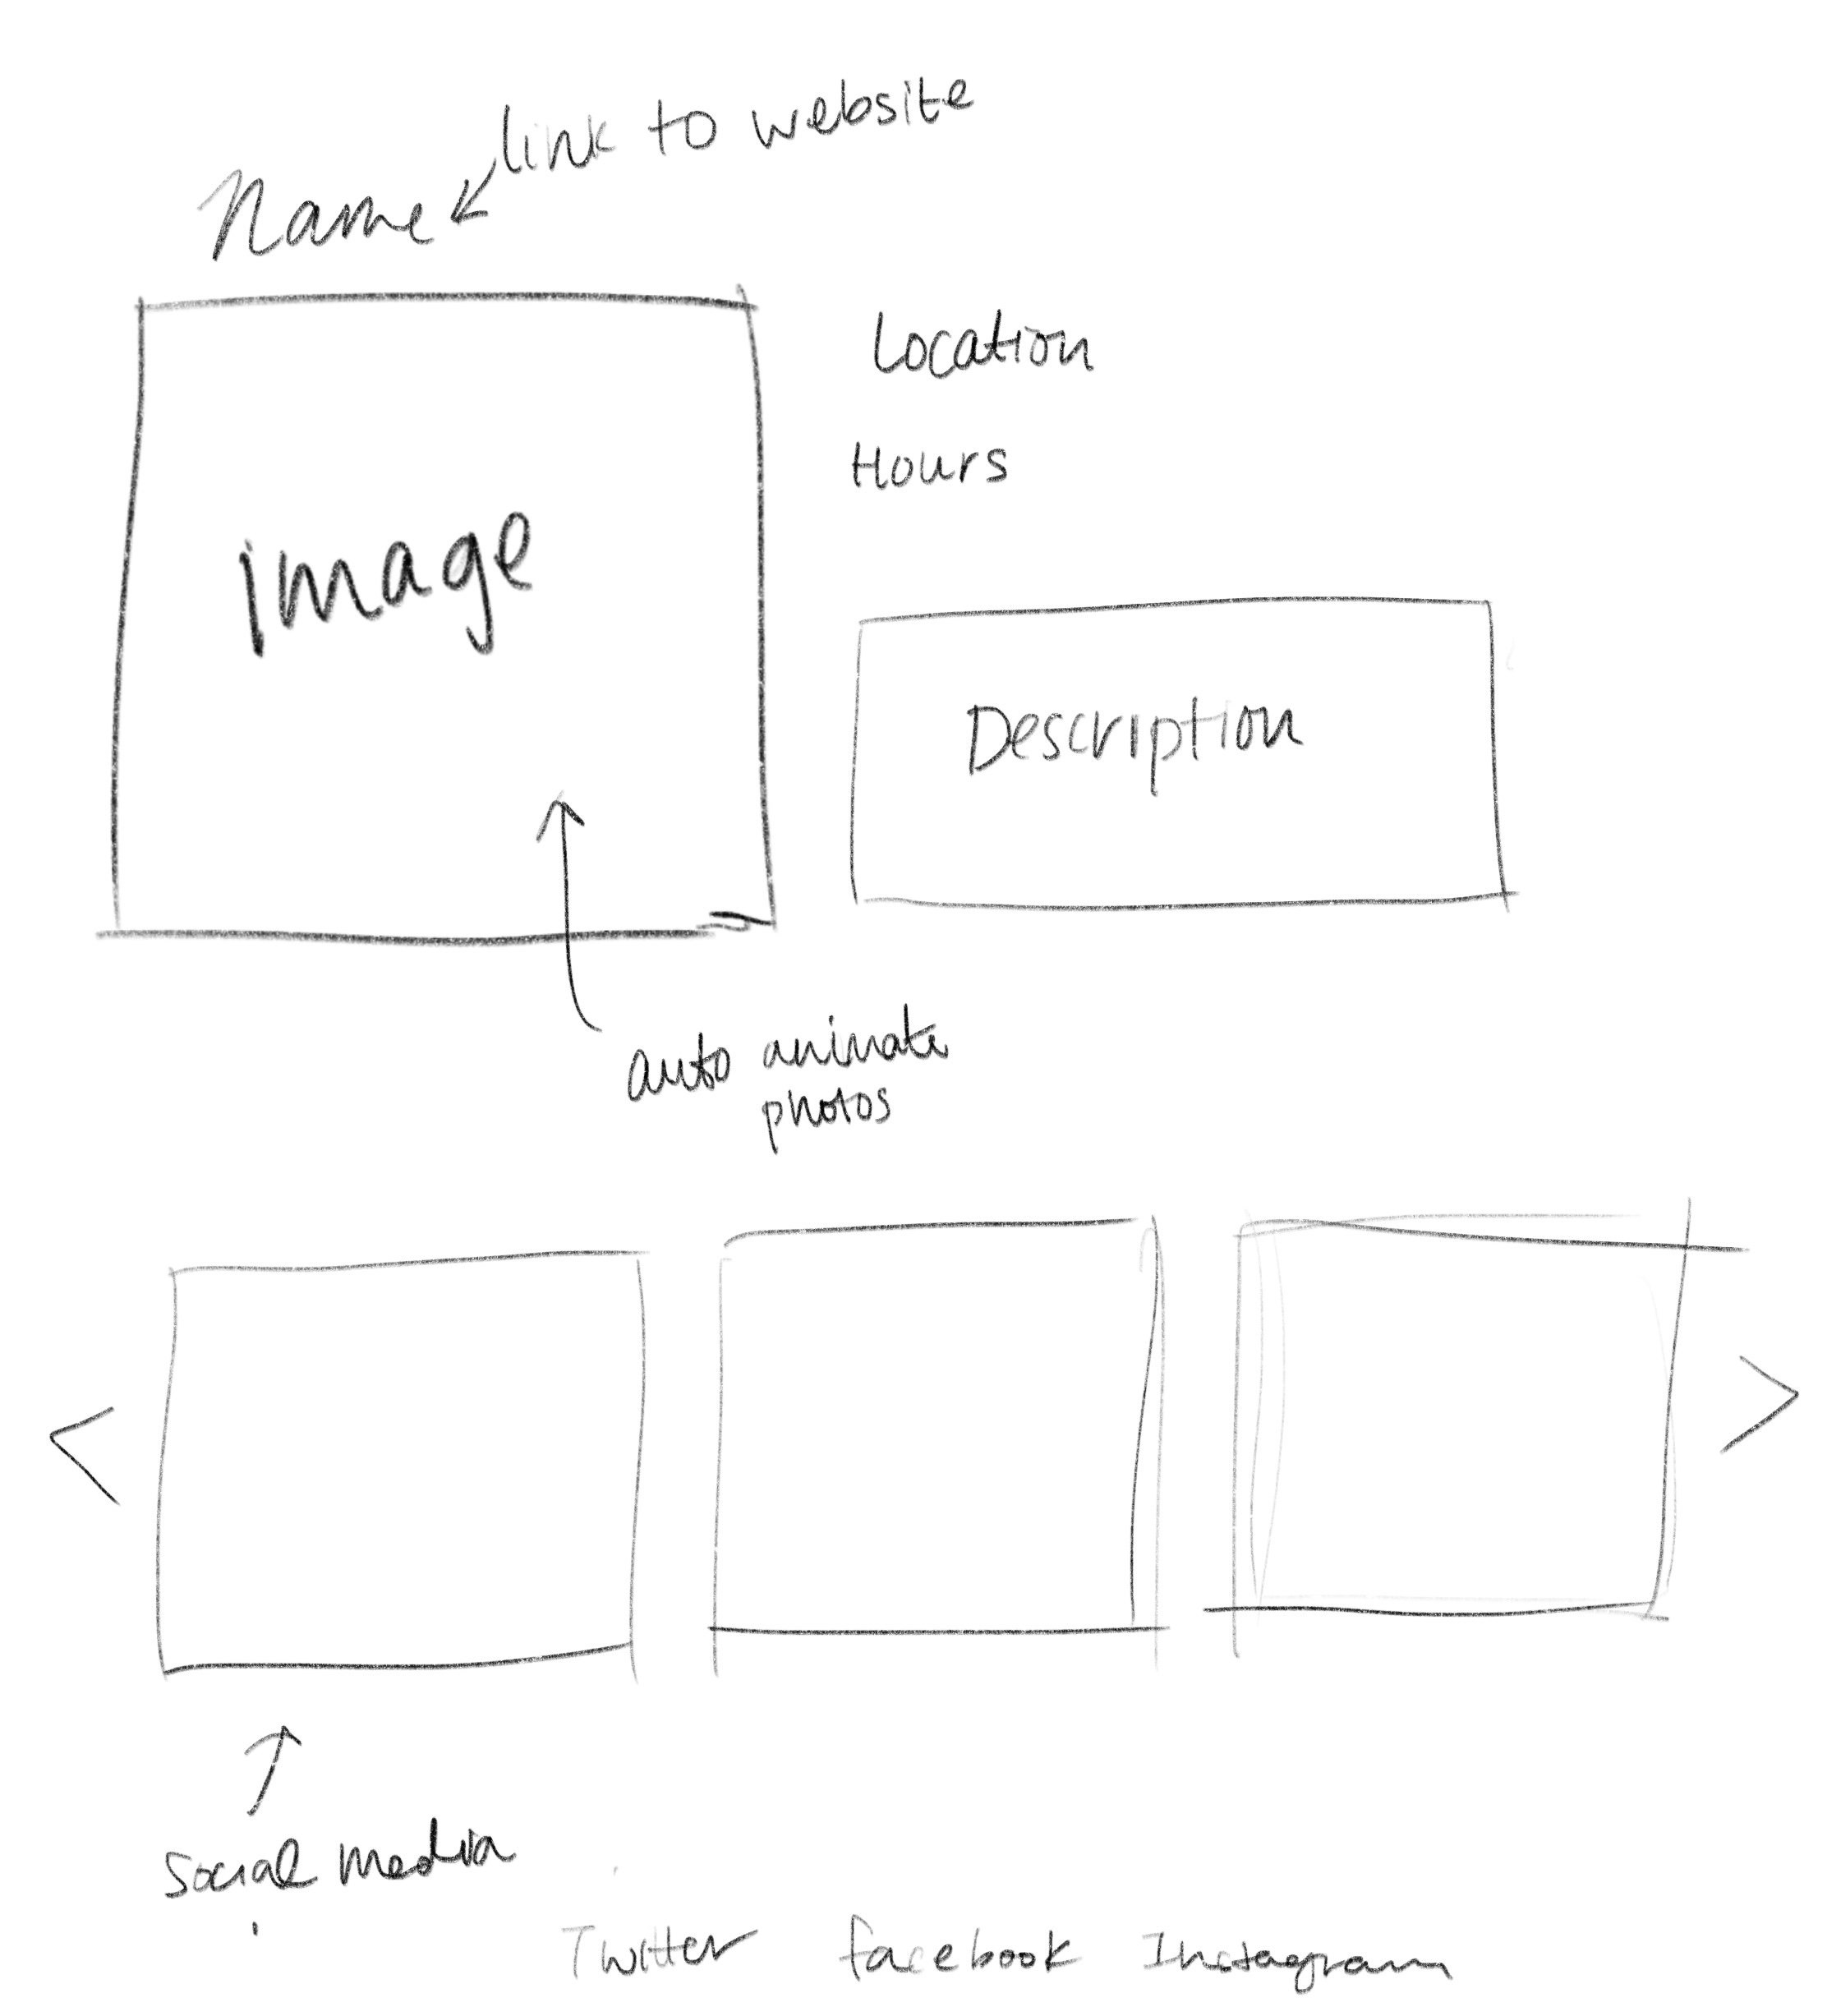 link to website
Name
Location
Hours
image
Description
auto animate
photos
<
>
social media
Twitter facebook Instagram